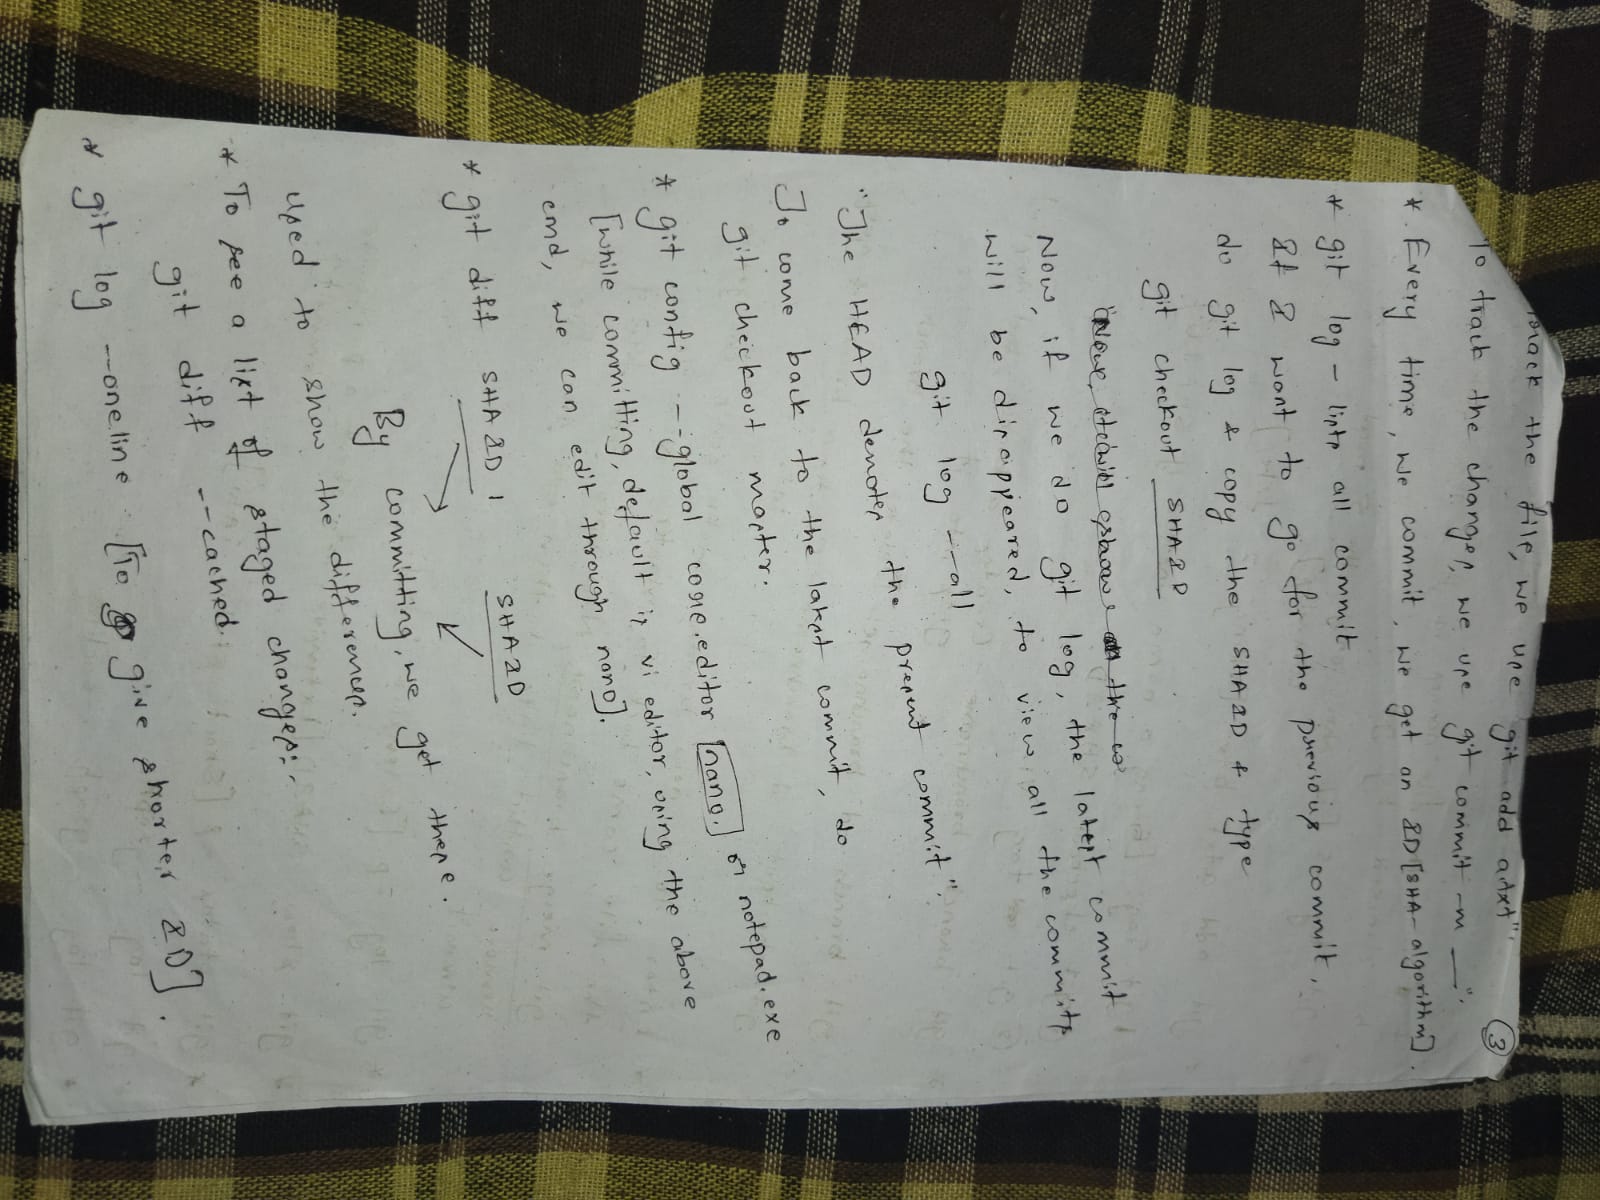 track the file, we use git add a.txt".
③
To track the changes, we use git commit -m __".
* Every time, we commit, we get an ID [SHA- algorithm].
* git log - lists all commit
If I want to go for the previous commit,
do git log & copy the SHA ID & type
git checkout SHA ID
the
Now, if we do git log, the latest commit
will be disappeared, to view all the commits
git log --all
"The HEAD denotes the present commit".
To come back to the latest commit, do
git checkout master.
* git config --global core.editor [nano.] or notepad.exe
[while committing, default is vi editor, using the above
cmd, we can edit through nano].
* git diff SHA ID 1 SHA ID
By committing, we get these.
used to show the differences.
* To see a list of staged changes:-
git diff --cached.
* git log --oneline [To give shorter ID].